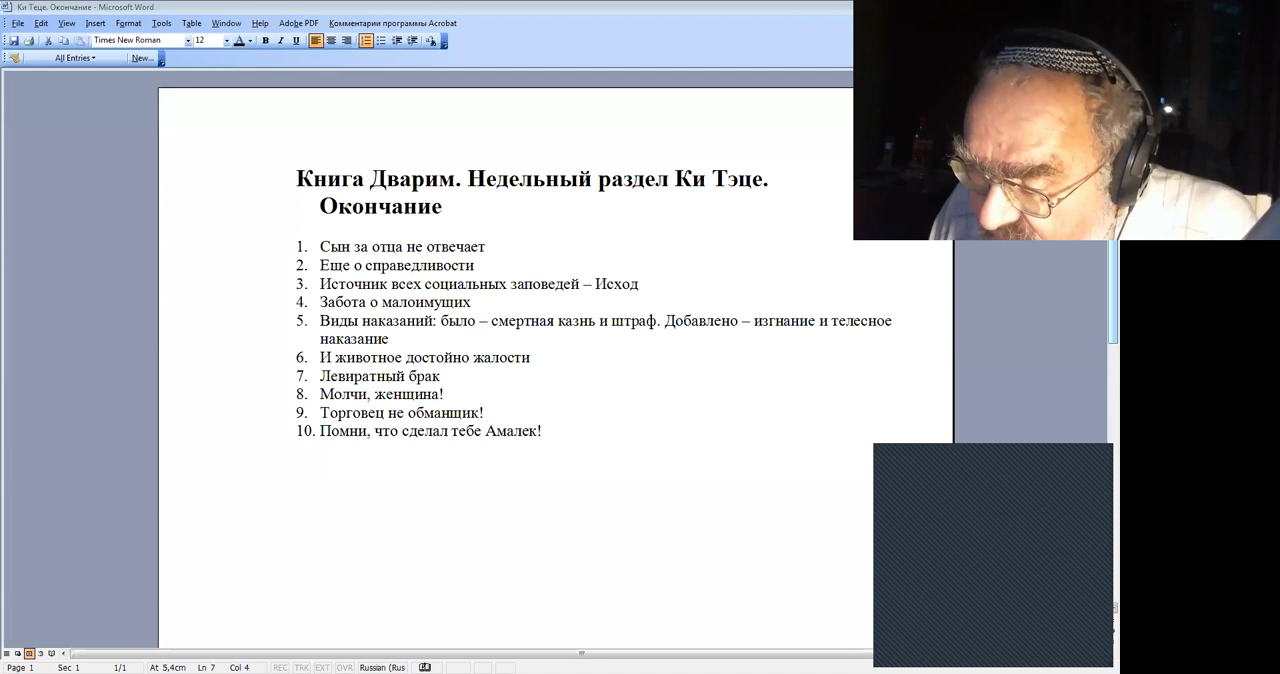 Ки Теце. Окончание - Microsoft Word
File Edit View Insert Format Tools Table Window Help Adobe PDF Комментарии программы Acrobat
Times New Roman 12 A B I U
All Entries New...
Книга Дварим. Недельный раздел Ки Тэце.
Окончание
1. Сын за отца не отвечает
2. Еще о справедливости
3. Источник всех социальных заповедей – Исход
4. Забота о малоимущих
5. Виды наказаний: было – смертная казнь и штраф. Добавлено – изгнание и телесное
наказание
6. И животное достойно жалости
7. Левиратный брак
8. Молчи, женщина!
9. Торговец не обманщик!
10. Помни, что сделал тебе Амалек!
Page 1 Sec 1 1/1 At 5,4cm Ln 7 Col 4 REC TRK EXT OVR Russian (Rus